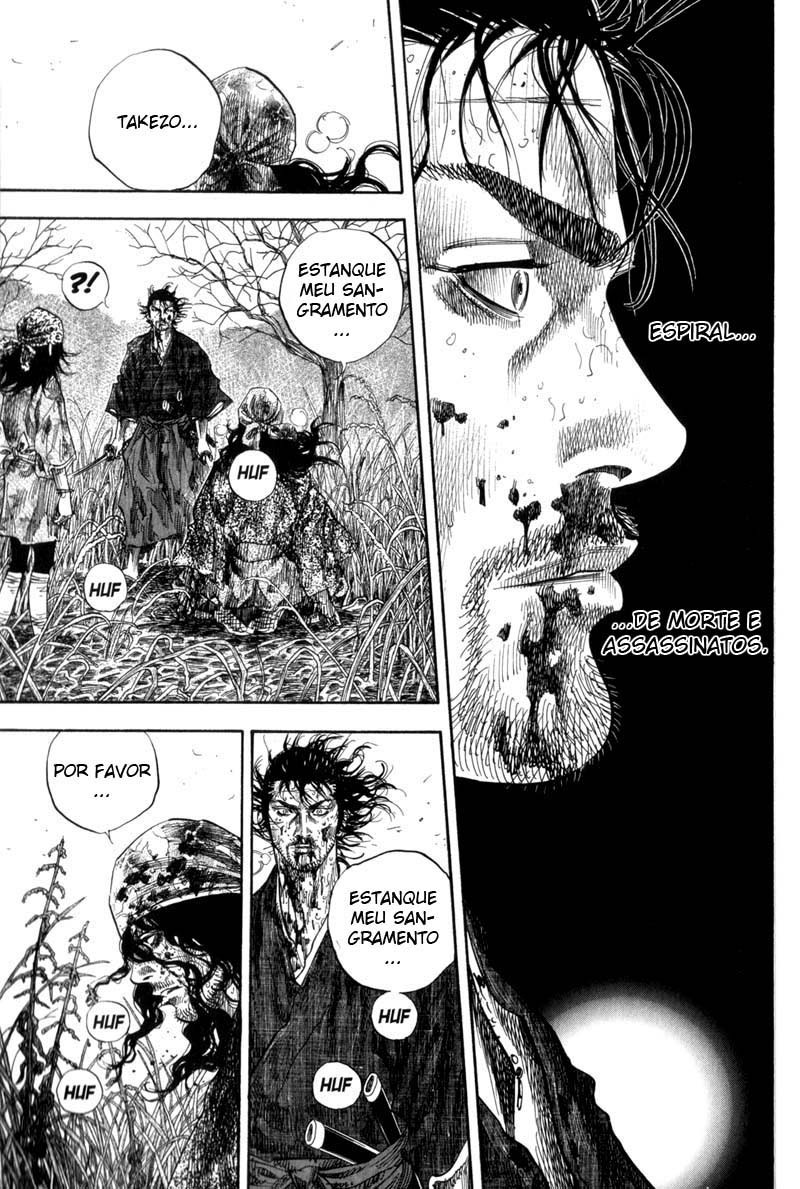 ESPIRAL...
...DE MORTE E
ASSASSINATOS.
TAKEZO...
ESTANQUE
MEU SAN-
GRAMENTO
...
?!
HUF
HUF
ESTANQUE
MEU SAN-
GRAMENTO
...
HUF
HUF
POR FAVOR
...
HUF
HUF